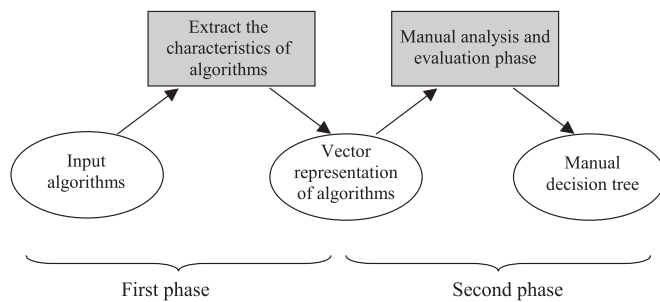 Extract the
characteristics of
algorithms
Manual analysis and
evaluation phase
Input
algorithms
Vector
representation
of algorithms
Manual
decision tree
First phase
Second phase